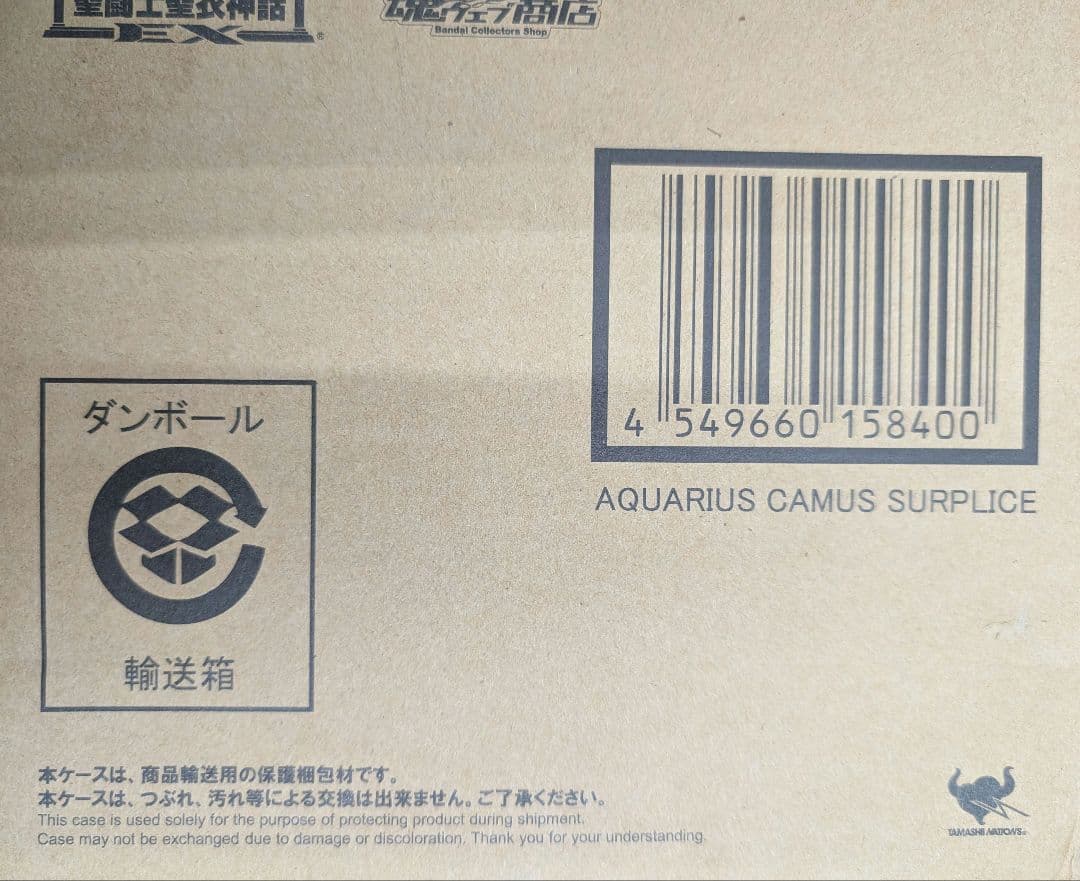 聖闘士聖衣神話
EX®
魂ウェブ商店
Bandai Collectors Shop
4 549660 158400
AQUARIUS CAMUS SURPLICE
ダンボール
輸送箱
本ケースは、商品輸送用の保護梱包材です。
本ケースは、つぶれ、汚れ等による交換は出来ません。ご了承ください。
This case is used solely for the purpose of protecting product during shipment.
Case may not be exchanged due to damage or discoloration. Thank you for your understanding.
TAMASHII NATIONS